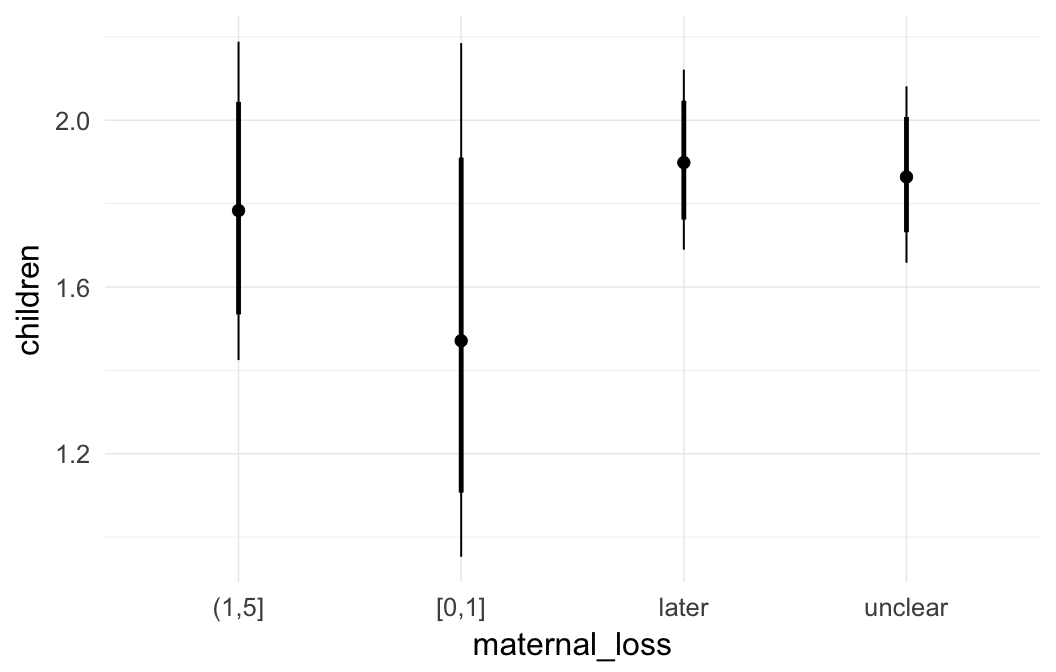 children
2.0
1.6
1.2
(1,5]
[0,1]
later
unclear
maternal_loss